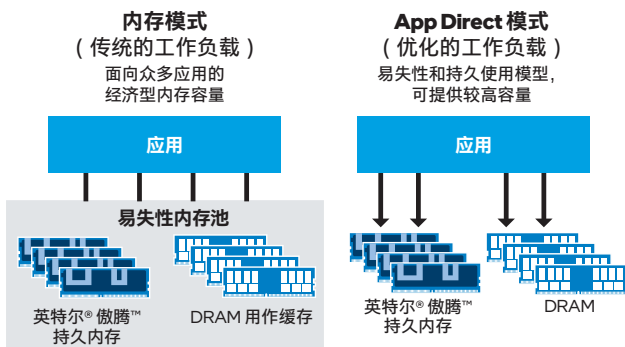 内存模式
（传统的工作负载）
面向众多应用的
经济型内存容量
应用
易失性内存池
英特尔® 傲腾™
持久内存
DRAM 用作缓存
App Direct 模式
（优化的工作负载）
易失性和持久使用模型，
可提供较高容量
应用
英特尔® 傲腾™
持久内存
DRAM